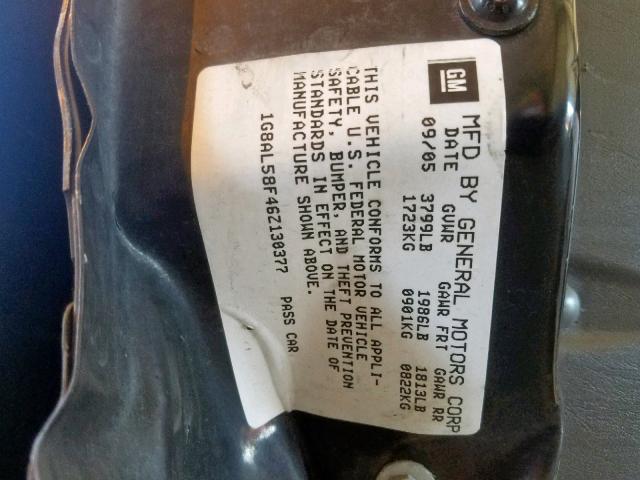 GM MFD BY GENERAL MOTORS CORP
DATE GVWR GAWR FRT GAWR RR
09/05 3799LB 1986LB 1813LB
1723KG 0901KG 0822KG
THIS VEHICLE CONFORMS TO ALL APPLI-
CABLE U.S. FEDERAL MOTOR VEHICLE
SAFETY, BUMPER, AND THEFT PREVENTION
STANDARDS IN EFFECT ON THE DATE OF
MANUFACTURE SHOWN ABOVE.
1G8AL58F46Z130377 PASS CAR